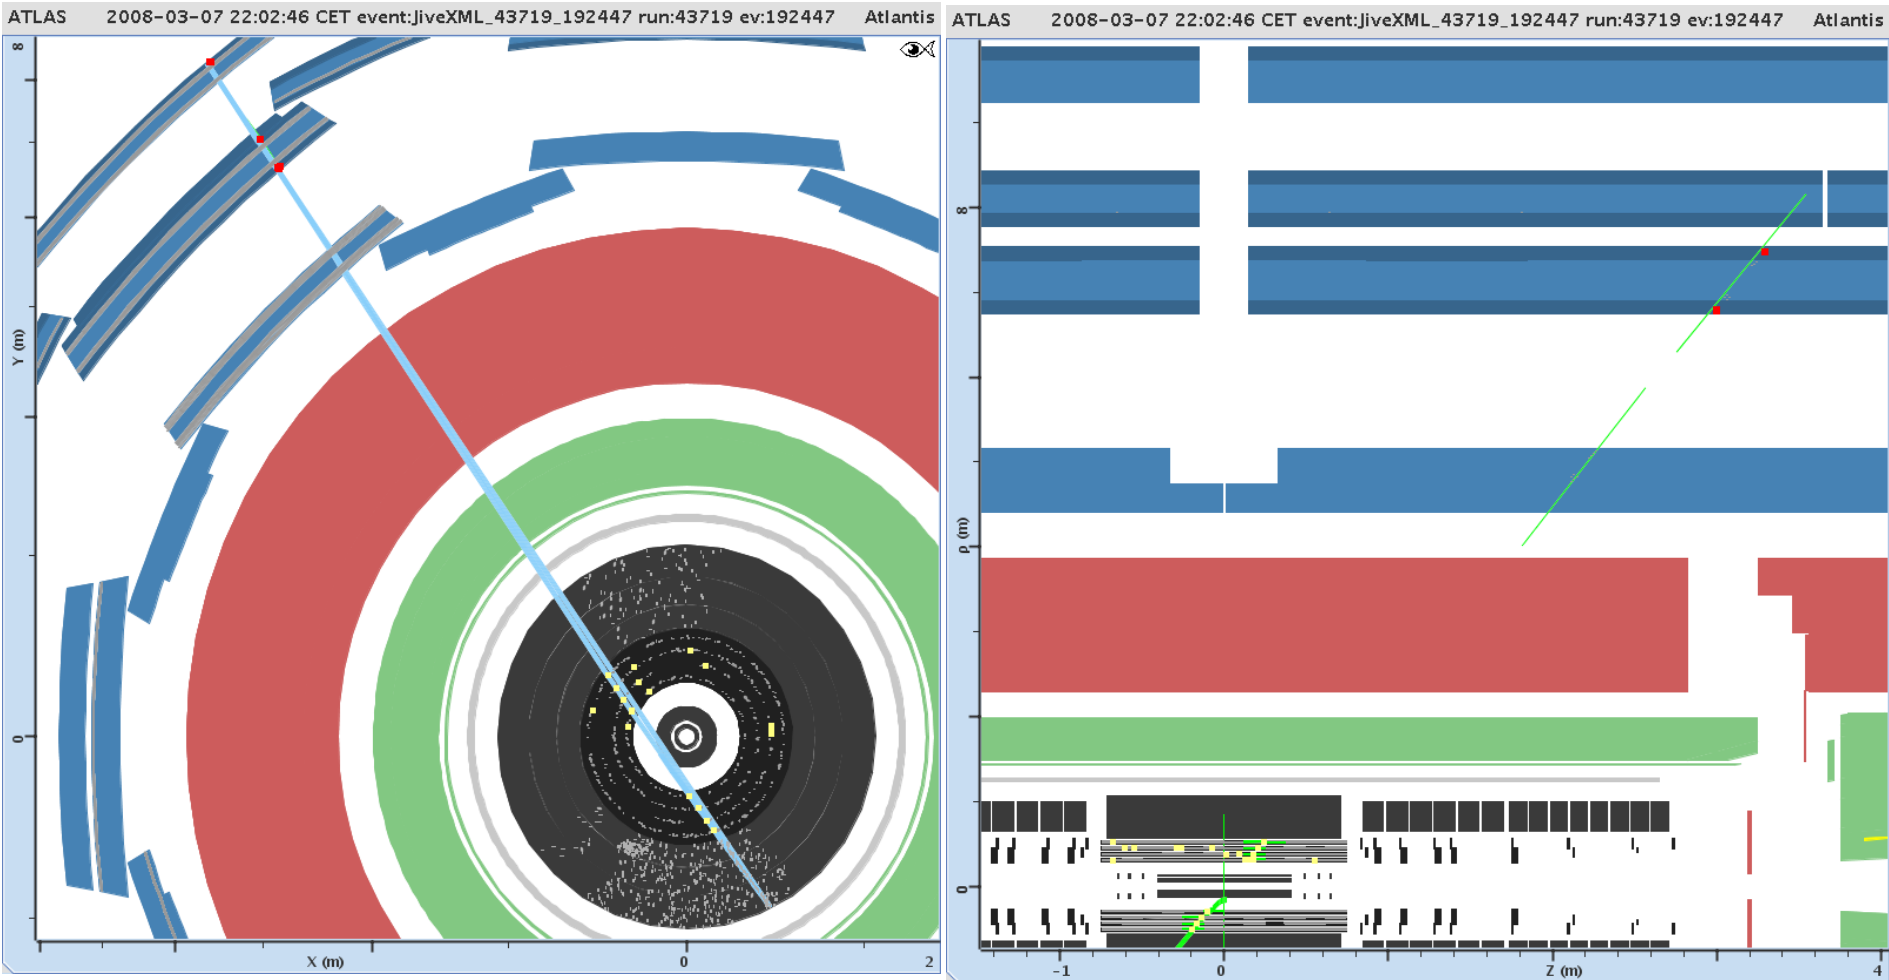 ATLAS 2008-03-07 22:02:46 CET event:JiveXML_43719_192447 run:43719 ev:192447 Atlantis
8
Y (m)
0
X (m) 0 2
ATLAS 2008-03-07 22:02:46 CET event:JiveXML_43719_192447 run:43719 ev:192447 Atlantis
8
ρ (m)
0
-1 0 Z (m) 4